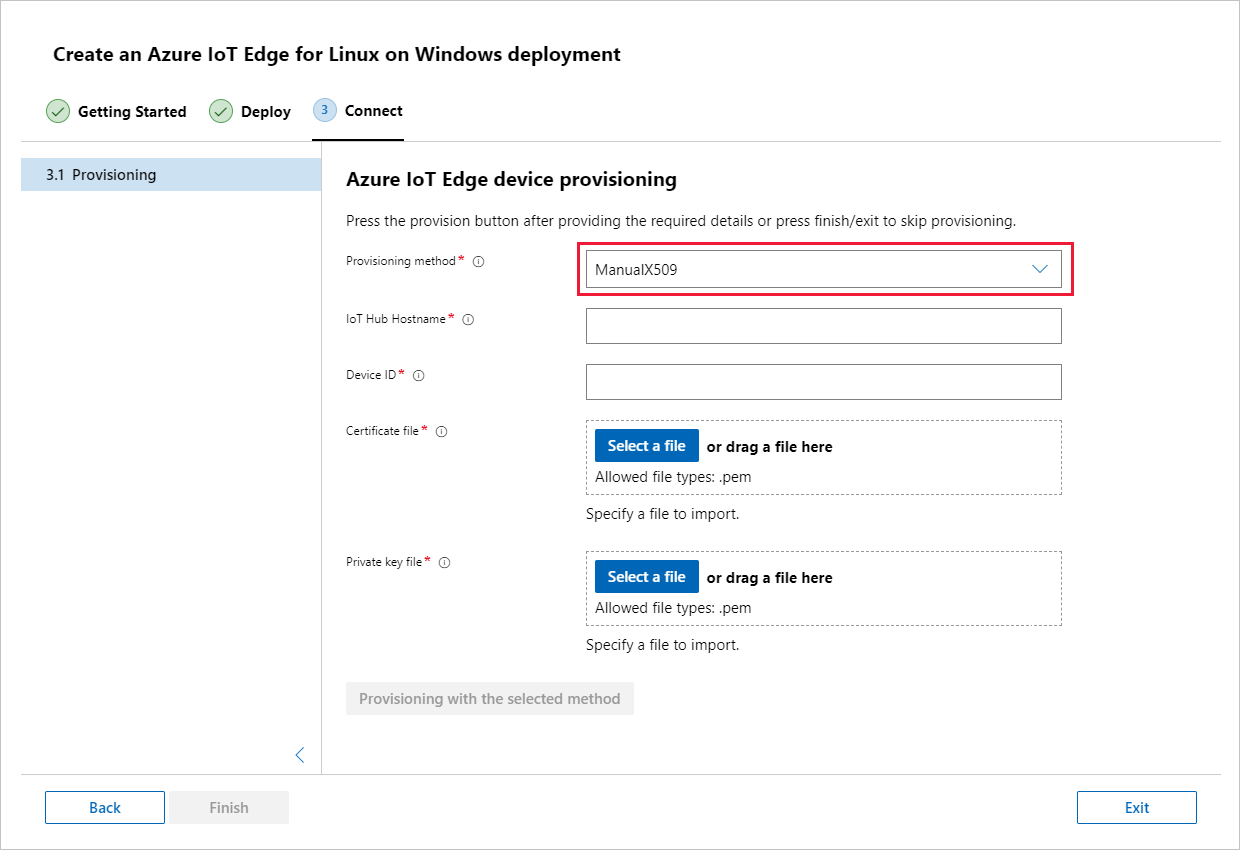 Create an Azure IoT Edge for Linux on Windows deployment
Getting Started
Deploy
3 Connect
3.1 Provisioning
Azure IoT Edge device provisioning
Press the provision button after providing the required details or press finish/exit to skip provisioning.
Provisioning method*
ManualX509
IoT Hub Hostname*
Device ID*
Certificate file*
Select a file or drag a file here
Allowed file types: .pem
Specify a file to import.
Private key file*
Select a file or drag a file here
Allowed file types: .pem
Specify a file to import.
Provisioning with the selected method
Back
Finish
Exit